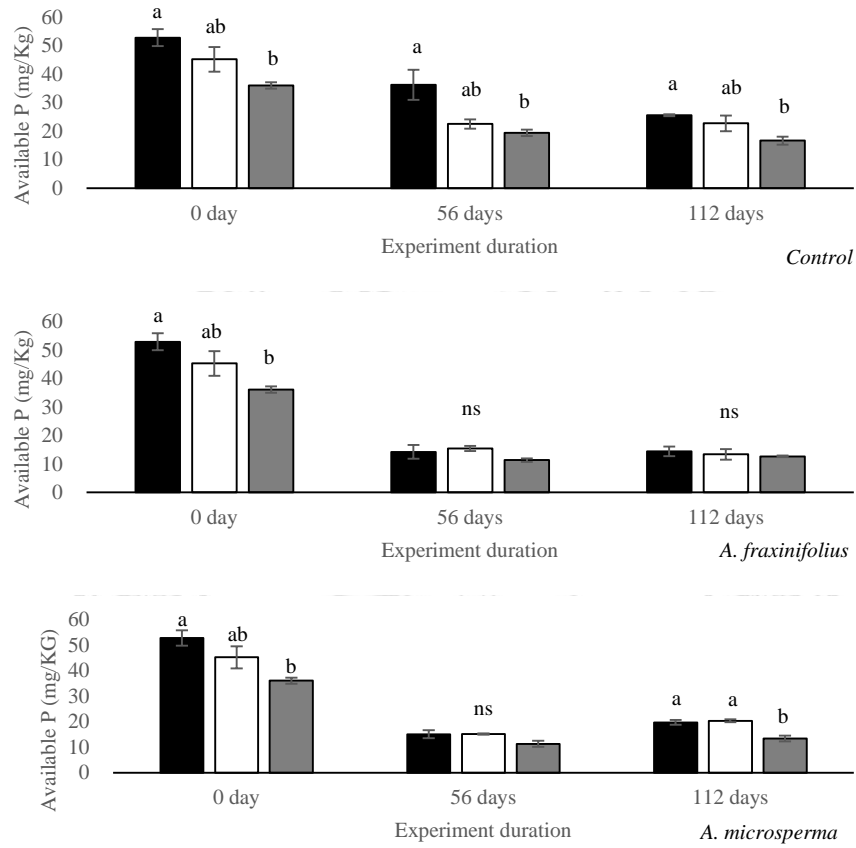 a
ab
b
a
ab
b
a
ab
b
60
50
40
30
20
10
0
Available P (mg/Kg)
0 day 56 days 112 days
Experiment duration
Control
a
ab
b
ns
ns
60
50
40
30
20
10
0
Available P (mg/Kg)
0 day 56 days 112 days
Experiment duration
A. fraxinifolius
a
ab
b
ns
a a b
60
50
40
30
20
10
0
Available P (mg/KG)
0 day 56 days 112 days
Experiment duration
A. microsperma